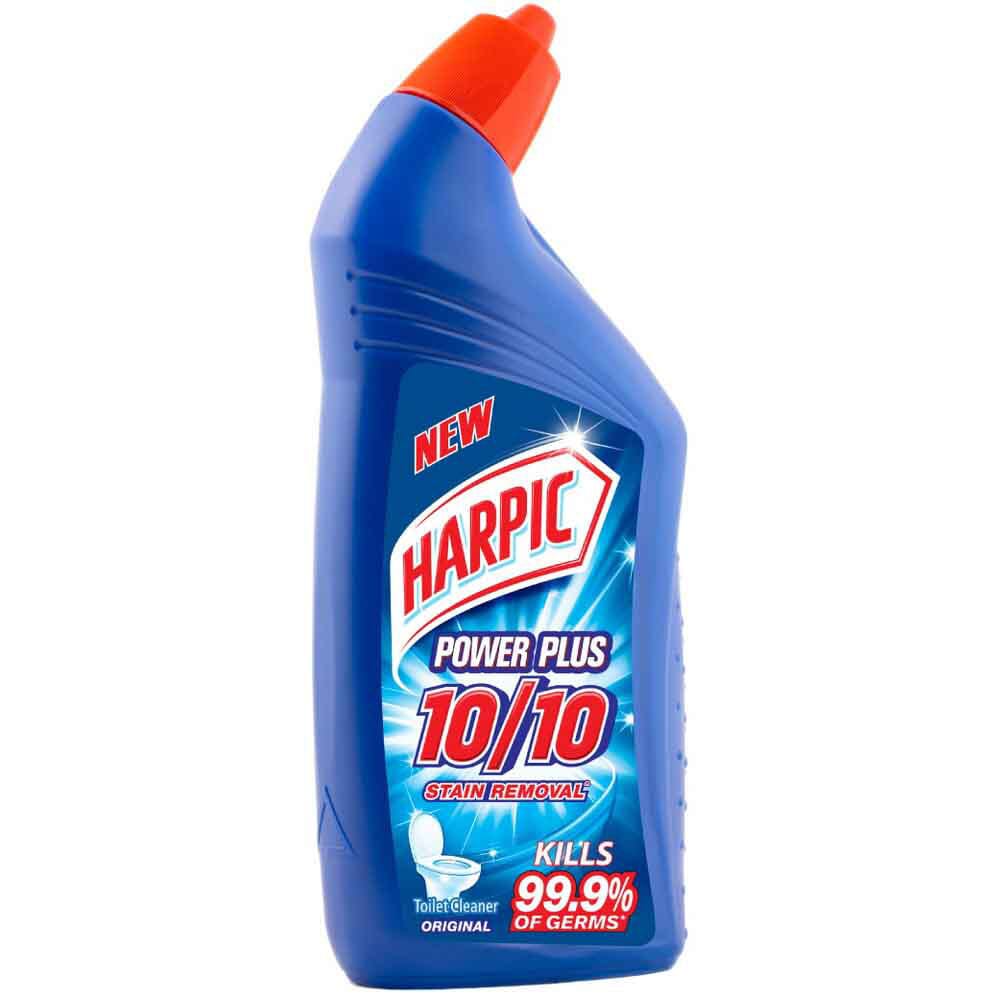 NEW
HARPIC
POWER PLUS
10/10
STAIN REMOVAL°
KILLS
99.9%
OF GERMS*
Toilet Cleaner
ORIGINAL